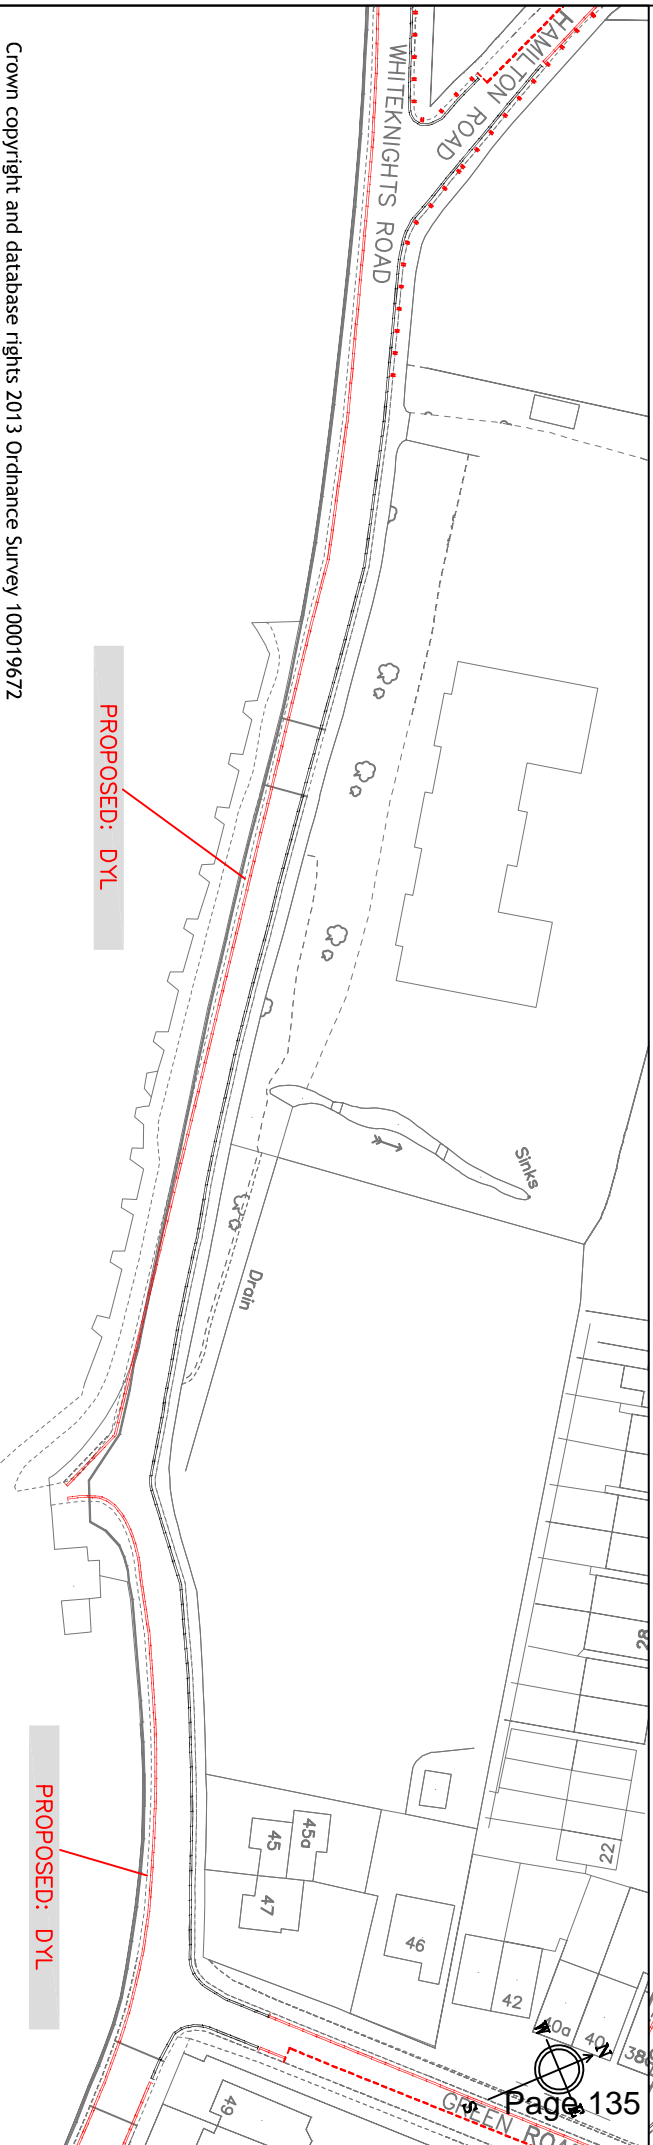 HAMILTON ROAD
WHITEKNIGHTS ROAD
Crown copyright and database rights 2013 Ordnance Survey 100019672
PROPOSED: DYL
Sinks
Drain
28
PROPOSED: DYL
45a
45
47
22
46
42
40a
40
N
W
S
Page 135
GREEN ROAD
49